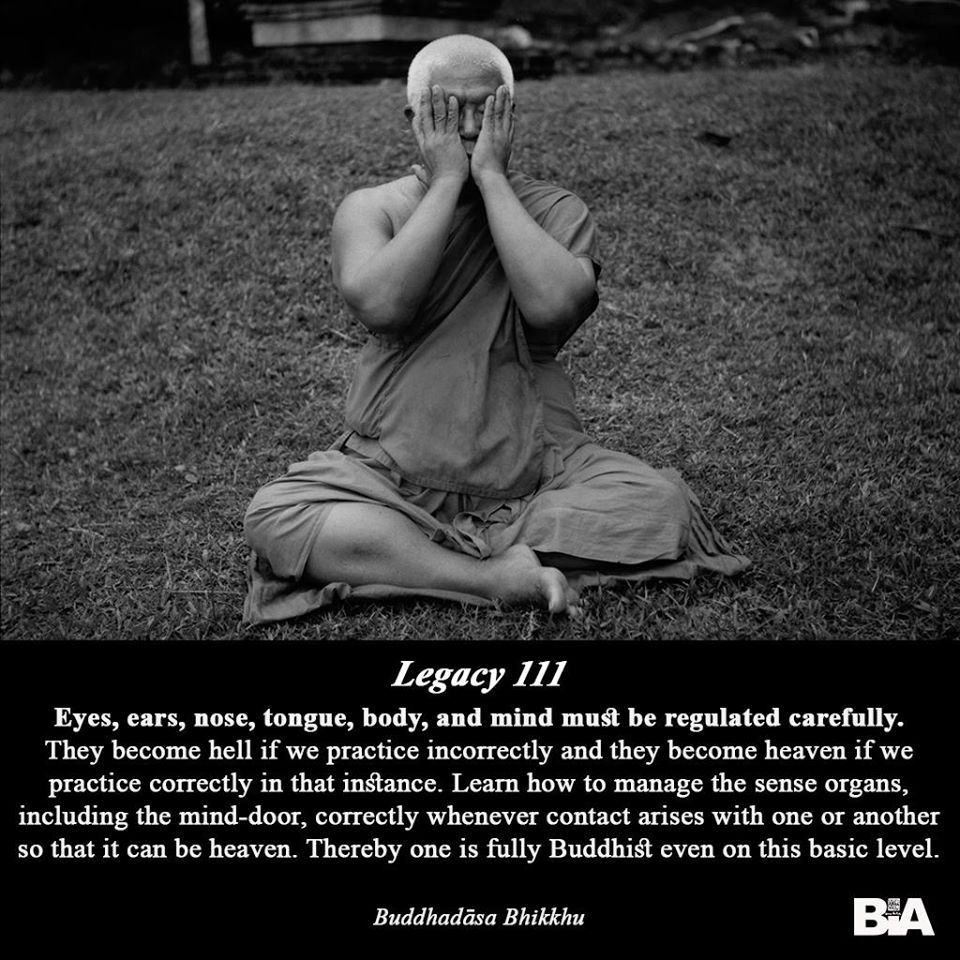 Legacy 111
Eyes, ears, nose, tongue, body, and mind must be regulated carefully.
They become hell if we practice incorrectly and they become heaven if we
practice correctly in that instance. Learn how to manage the sense organs,
including the mind-door, correctly whenever contact arises with one or another
so that it can be heaven. Thereby one is fully Buddhist even on this basic level.
Buddhadāsa Bhikkhu
BIA